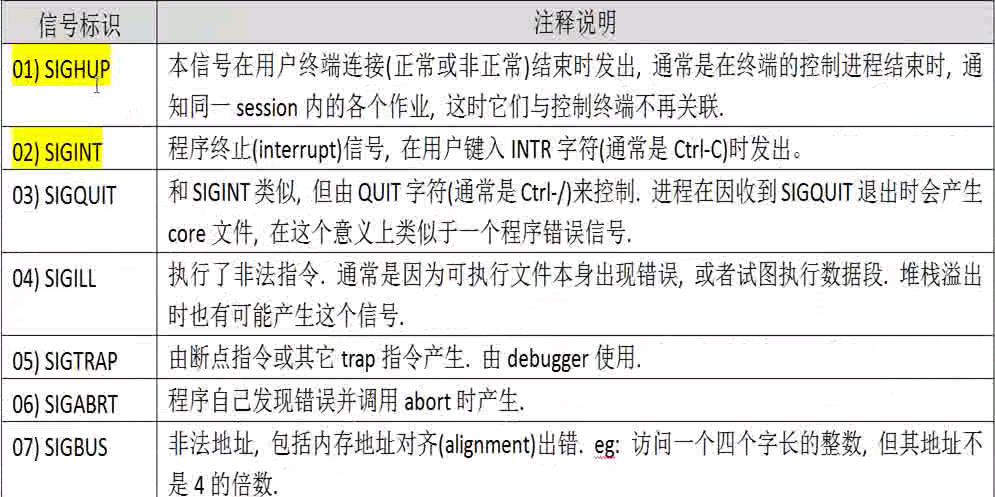 信号标识 注释说明
01) SIGHUP 本信号在用户终端连接(正常或非正常)结束时发出, 通常是在终端的控制进程结束时, 通
知同一 session 内的各个作业, 这时它们与控制终端不再关联.
02) SIGINT 程序终止(interrupt)信号, 在用户键入 INTR 字符(通常是 Ctrl-C)时发出。
03) SIGQUIT 和 SIGINT 类似, 但由 QUIT 字符(通常是 Ctrl-/)来控制. 进程在因收到 SIGQUIT 退出时会产生
core 文件, 在这个意义上类似于一个程序错误信号.
04) SIGILL 执行了非法指令. 通常是因为可执行文件本身出现错误, 或者试图执行数据段. 堆栈溢出
时也有可能产生这个信号.
05) SIGTRAP 由断点指令或其它 trap 指令产生. 由 debugger 使用.
06) SIGABRT 程序自己发现错误并调用 abort 时产生.
07) SIGBUS 非法地址, 包括内存地址对齐(alignment)出错. eg: 访问一个四个字长的整数, 但其地址不
是 4 的倍数.